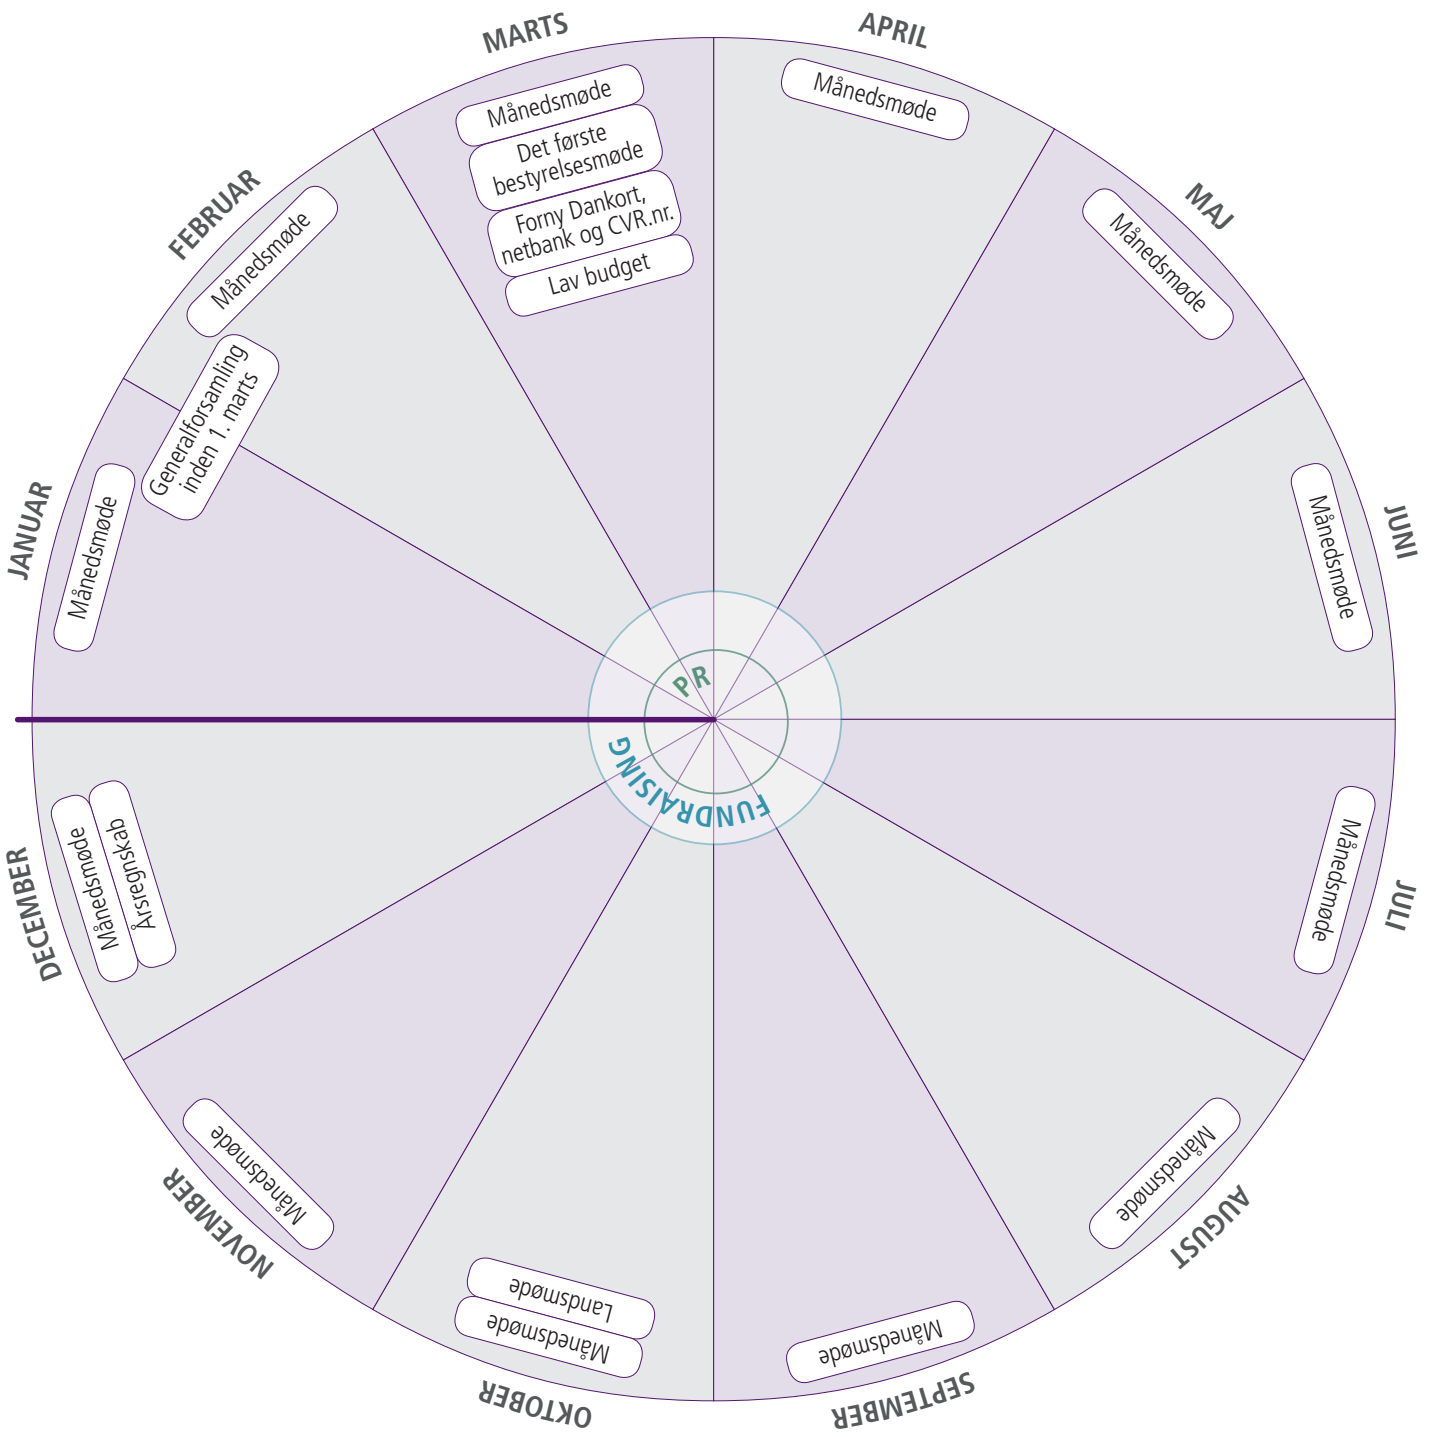 JANUAR
Månedsmøde
Generalforsamling
inden 1. marts
FEBRUAR
Månedsmøde
MARTS
Månedsmøde
Det første
bestyrelsesmøde
Forny Dankort,
netbank og CVR.nr.
Lav budget
APRIL
Månedsmøde
MAJ
Månedsmøde
JUNI
Månedsmøde
JULI
Månedsmøde
AUGUST
Månedsmøde
SEPTEMBER
Månedsmøde
OKTOBER
Månedsmøde
Landsmøde
NOVEMBER
Månedsmøde
DECEMBER
Månedsmøde
Årsregnskab
PR
FUNDRAISING